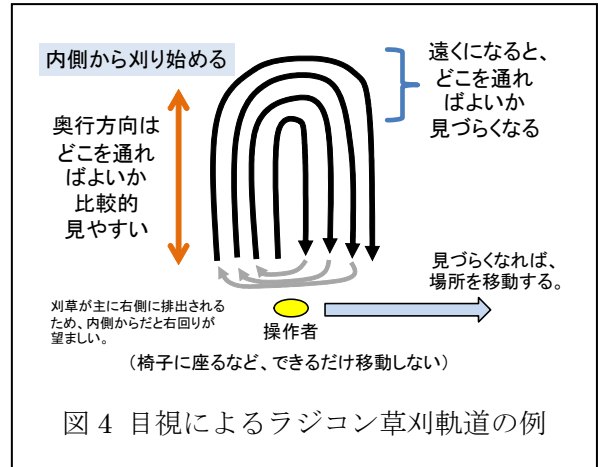 内側から刈り始める
遠くになると、
どこを通れ
ばよいか
見づらくなる
奥行方向は
どこを通れ
ばよいか
比較的
見やすい
見づらくなれば、
場所を移動する。
刈草が主に右側に排出される
ため、内側からだと右回りが
望ましい。
操作者
(椅子に座るなど、できるだけ移動しない)
図 4 目視によるラジコン草刈軌道の例